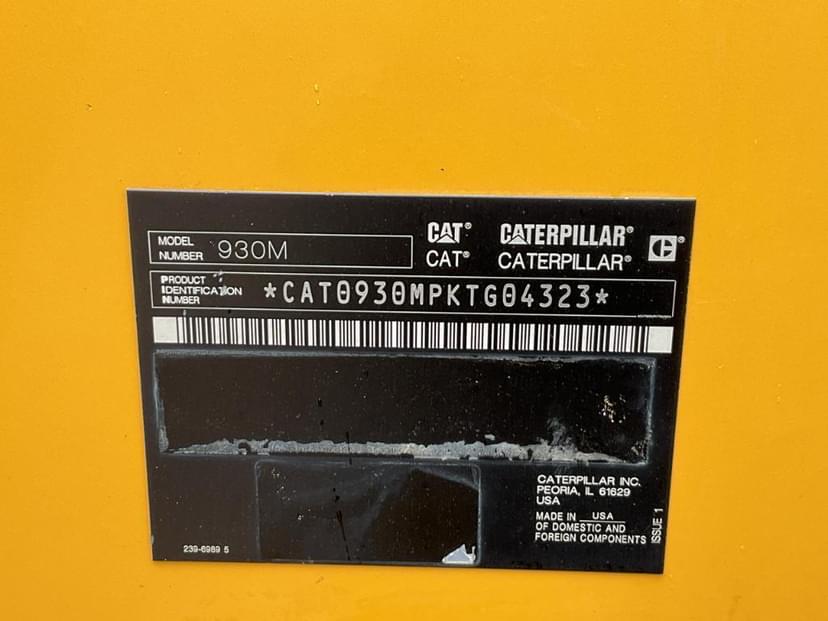 MODEL
NUMBER 930M
CAT® CATERPILLAR®
CAT® CATERPILLAR®
PRODUCT
IDENTIFICATION
NUMBER
*CAT0930MPKTG04323*
CATERPILLAR INC.
PEORIA, IL 61629
USA
MADE IN USA
OF DOMESTIC AND
FOREIGN COMPONENTS
ISSUE 1
239-6989 5